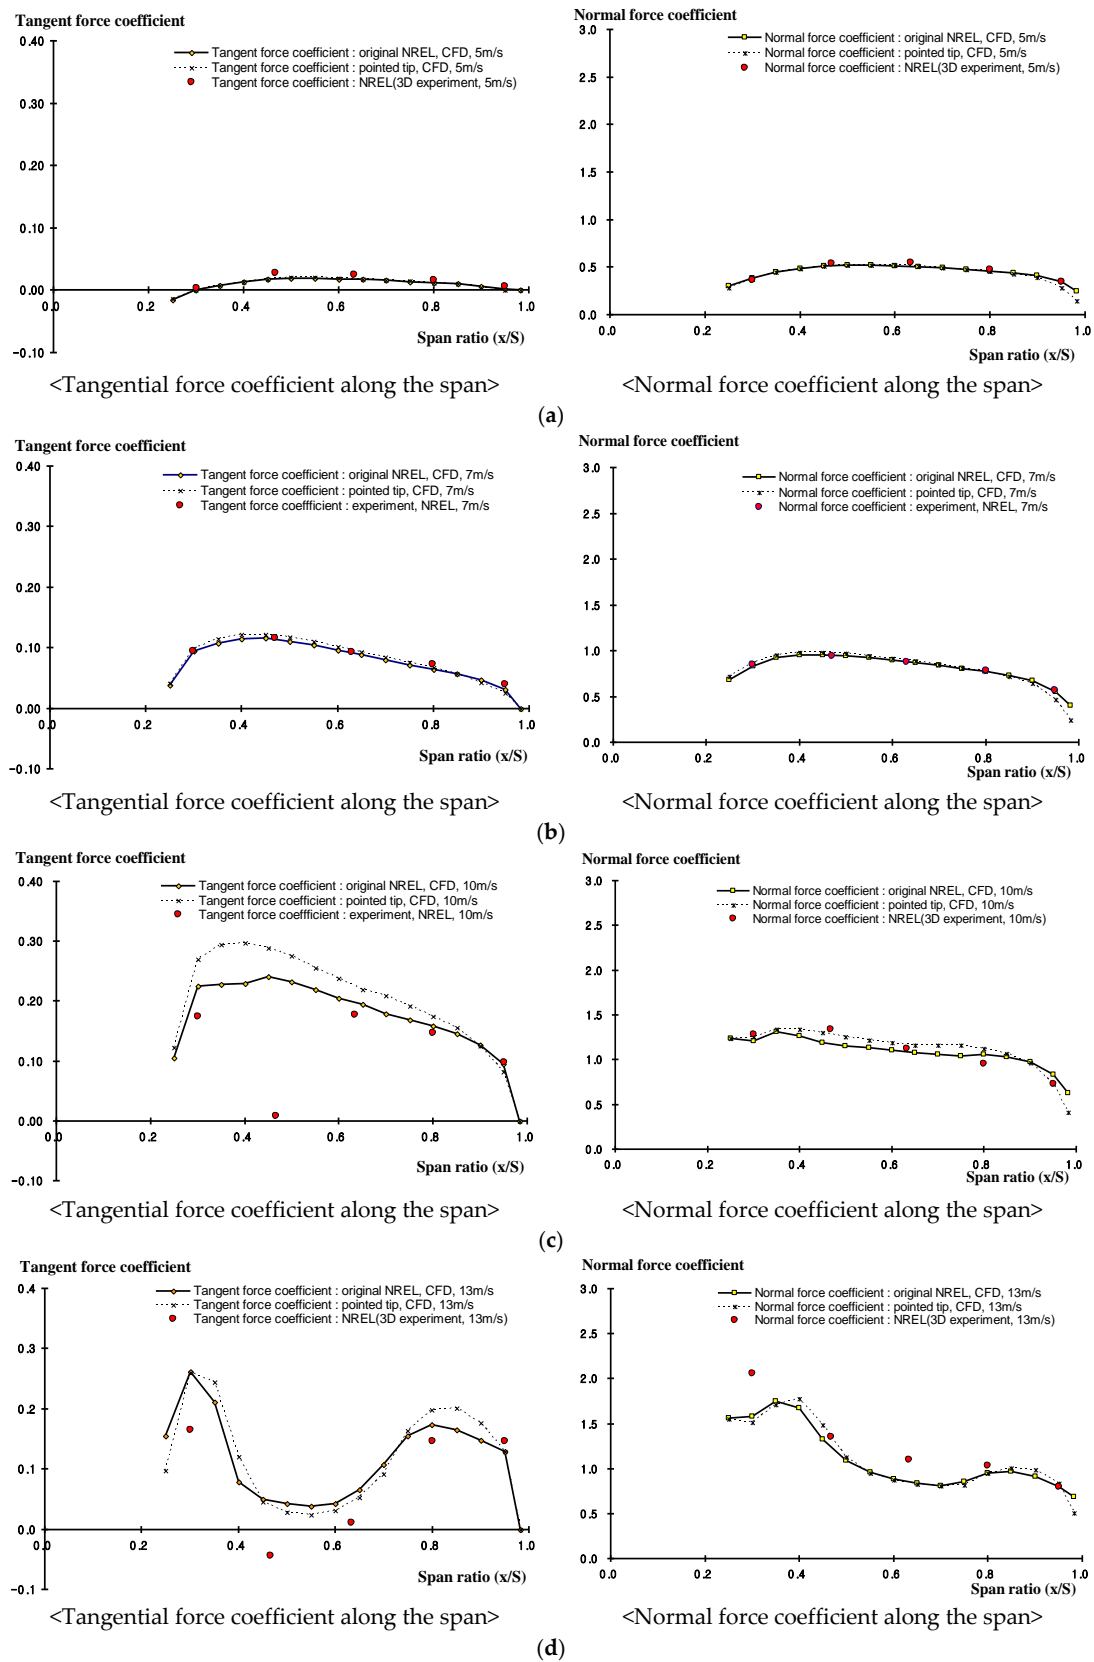 Tangent force coefficient
0.40
Tangent force coefficient : original NREL, CFD, 5m/s
Tangent force coefficient : pointed tip, CFD, 5m/s
Tangent force coefficient : NREL(3D experiment, 5m/s)
0.30
0.20
0.10
0.00
0.0 0.2 0.4 0.6 0.8 1.0
Span ratio (x/S)
-0.10
<Tangential force coefficient along the span>
Normal force coefficient
3.0
Normal force coefficient : original NREL, CFD, 5m/s
Normal force coefficient : pointed tip, CFD, 5m/s
Normal force coefficient : NREL(3D experiment, 5m/s)
2.5
2.0
1.5
1.0
0.5
0.0
0.0 0.2 0.4 0.6 0.8 1.0
Span ratio (x/S)
<Normal force coefficient along the span>
(a)
Tangent force coefficient
0.40
Tangent force coefficient : original NREL, CFD, 7m/s
Tangent force coefficient : pointed tip, CFD, 7m/s
Tangent force coeffficient : experiment, NREL, 7m/s
0.30
0.20
0.10
0.00
0.0 0.2 0.4 0.6 0.8 1.0
Span ratio (x/S)
-0.10
<Tangential force coefficient along the span>
Normal force coefficient
3.0
Normal force coefficient : original NREL, CFD, 7m/s
Normal force coefficient : pointed tip, CFD, 7m/s
Normal force coefficient : experiment, NREL, 7m/s
2.5
2.0
1.5
1.0
0.5
0.0
0.0 0.2 0.4 0.6 0.8 1.0
Span ratio (x/S)
<Normal force coefficient along the span>
(b)
Tangent force coefficient
0.40
Tangent force coefficient : original NREL, CFD, 10m/s
Tangent force coefficient : pointed tip, CFD, 10m/s
Tangent force coeffficient : experiment, NREL, 10m/s
0.30
0.20
0.10
0.00
0.0 0.2 0.4 0.6 0.8 1.0
Span ratio (x/S)
-0.10
<Tangential force coefficient along the span>
Normal force coefficient
3.0
Normal force coefficient : original NREL, CFD, 10m/s
Normal force coefficient : pointed tip, CFD, 10m/s
Normal force coefficient : NREL(3D experiment, 10m/s)
2.5
2.0
1.5
1.0
0.5
0.0
0.0 0.2 0.4 0.6 0.8 1.0
Span ratio (x/S)
<Normal force coefficient along the span>
(c)
Tangent force coefficient
0.4
Tangent force coefficient : original NREL, CFD, 13m/s
Tangent force coefficient : pointed tip, CFD, 13m/s
Tangent force coefficient : NREL(3D experiment, 13m/s)
0.3
0.2
0.1
0.0
0.0 0.2 0.4 0.6 0.8 1.0
Span ratio (x/S)
-0.1
<Tangential force coefficient along the span>
Normal force coefficient
3.0
Normal force coefficient : original NREL, CFD, 13m/s
Normal force coefficient : pointed tip, CFD, 13m/s
Normal force coefficient : NREL(3D experiment, 13m/s)
2.5
2.0
1.5
1.0
0.5
0.0
0.0 0.2 0.4 0.6 0.8 1.0
Span ratio (x/S)
<Normal force coefficient along the span>
(d)